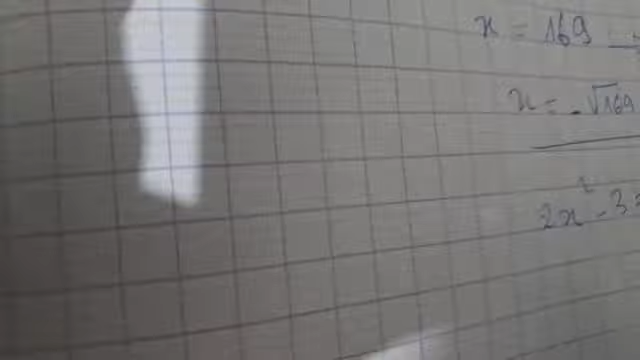 x = 169 →
x = -√169
2x² - 3